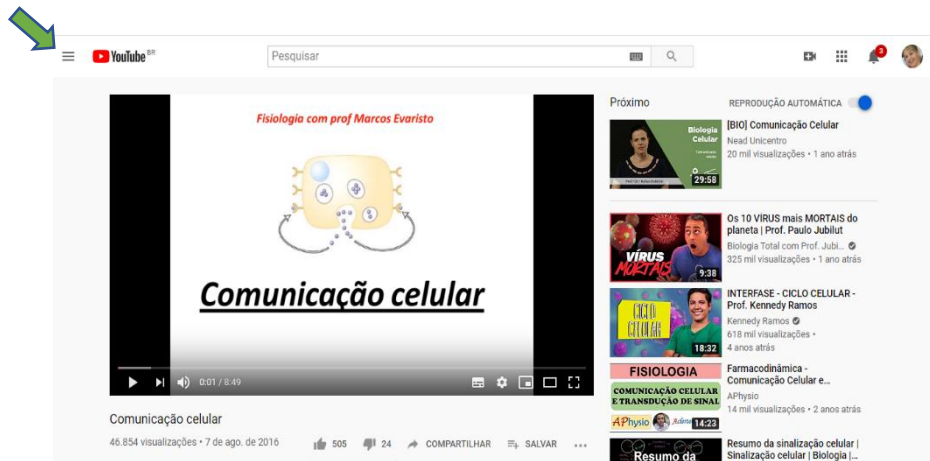 YouTube BR
Pesquisar
3
Fisiologia com prof Marcos Evaristo
Comunicação celular
0:01 / 8:49
Comunicação celular
46.854 visualizações • 7 de ago. de 2016
505
24
COMPARTILHAR
SALVAR
Próximo
REPRODUÇÃO AUTOMÁTICA
Biologia
Celular
29:58
[BIO] Comunicação Celular
Nead Unicentro
20 mil visualizações • 1 ano atrás
VÍRUS
MORTAIS
9:38
Os 10 VÍRUS mais MORTAIS do
planeta | Prof. Paulo Jubilut
Biologia Total com Prof. Jubi...
325 mil visualizações • 1 ano atrás
CICLO
CELULAR
18:32
INTERFASE - CICLO CELULAR -
Prof. Kennedy Ramos
Kennedy Ramos
618 mil visualizações •
4 anos atrás
FISIOLOGIA
COMUNICAÇÃO CELULAR
E TRANSDUÇÃO DE SINAL
APhysio
14:23
Farmacodinâmica -
Comunicação Celular e...
APhysio
14 mil visualizações • 2 anos atrás
Resumo da
Resumo da sinalização celular |
Sinalização celular | Biologia |...